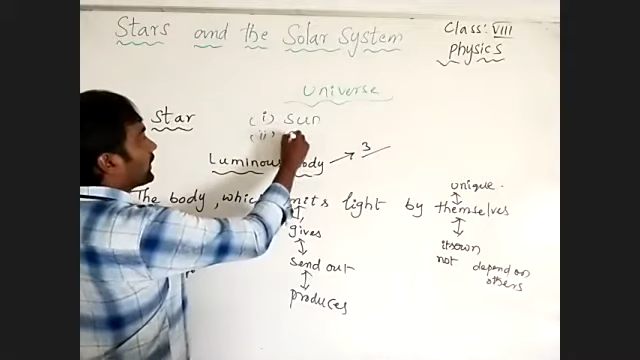 Stars and the Solar System
Class: VIII
Physics
Universe
Star
(i) Sun
(ii)
Luminous Body → 3
The body, which emits light by themselves
unique.
gives
send out
produces
itsown
not depend on
others